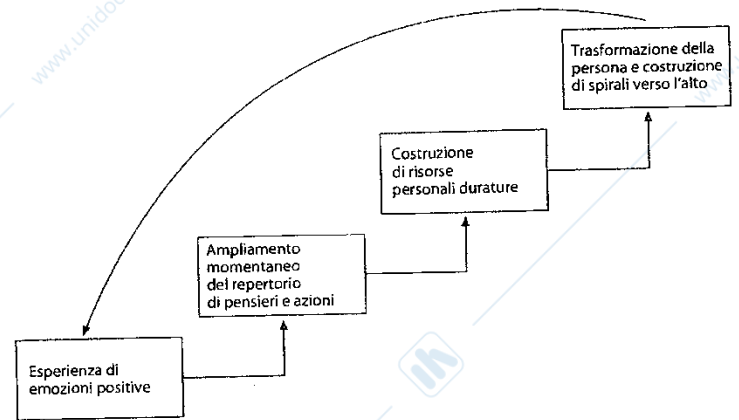 Trasformazione della
persona e costruzione
di spirali verso l'alto
Costruzione
di risorse
personali durature
Ampliamento
momentaneo
del repertorio
di pensieri e azioni
Esperienza di
emozioni positive